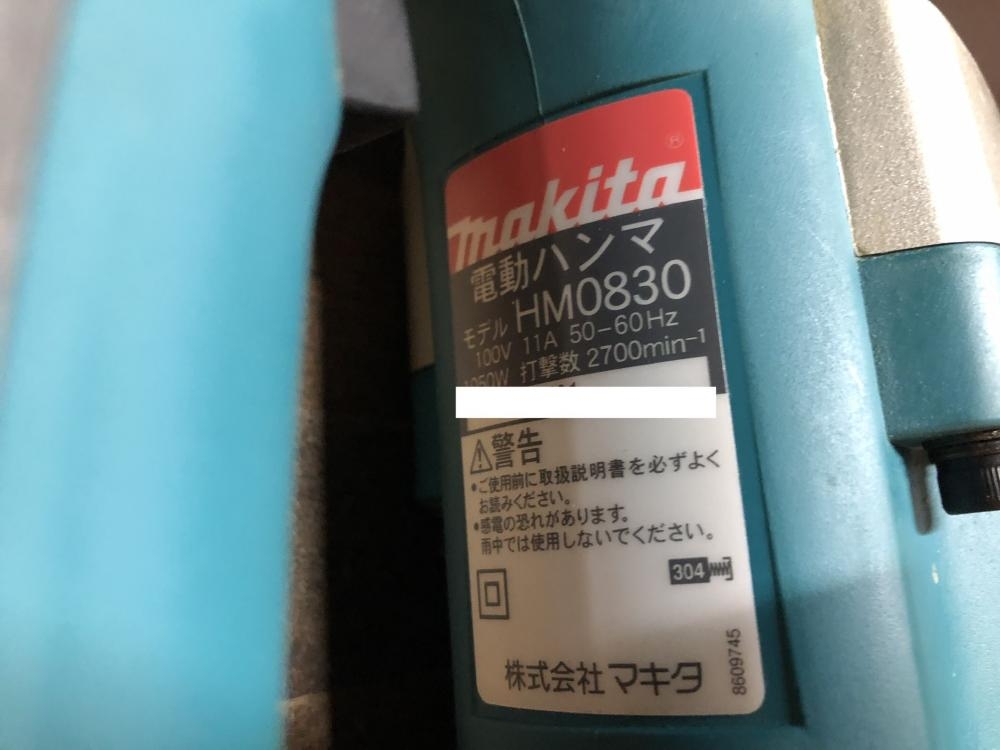 ®
makita
電動ハンマ
モデル HM0830
100V 11A 50-60Hz
1050W 打撃数 2700min-1
⚠警告
•ご使用前に取扱説明書を必ずよく
お読みください。
•感電の恐れがあります。
雨中では使用しないでください。
304
株式会社 マキタ
8609745